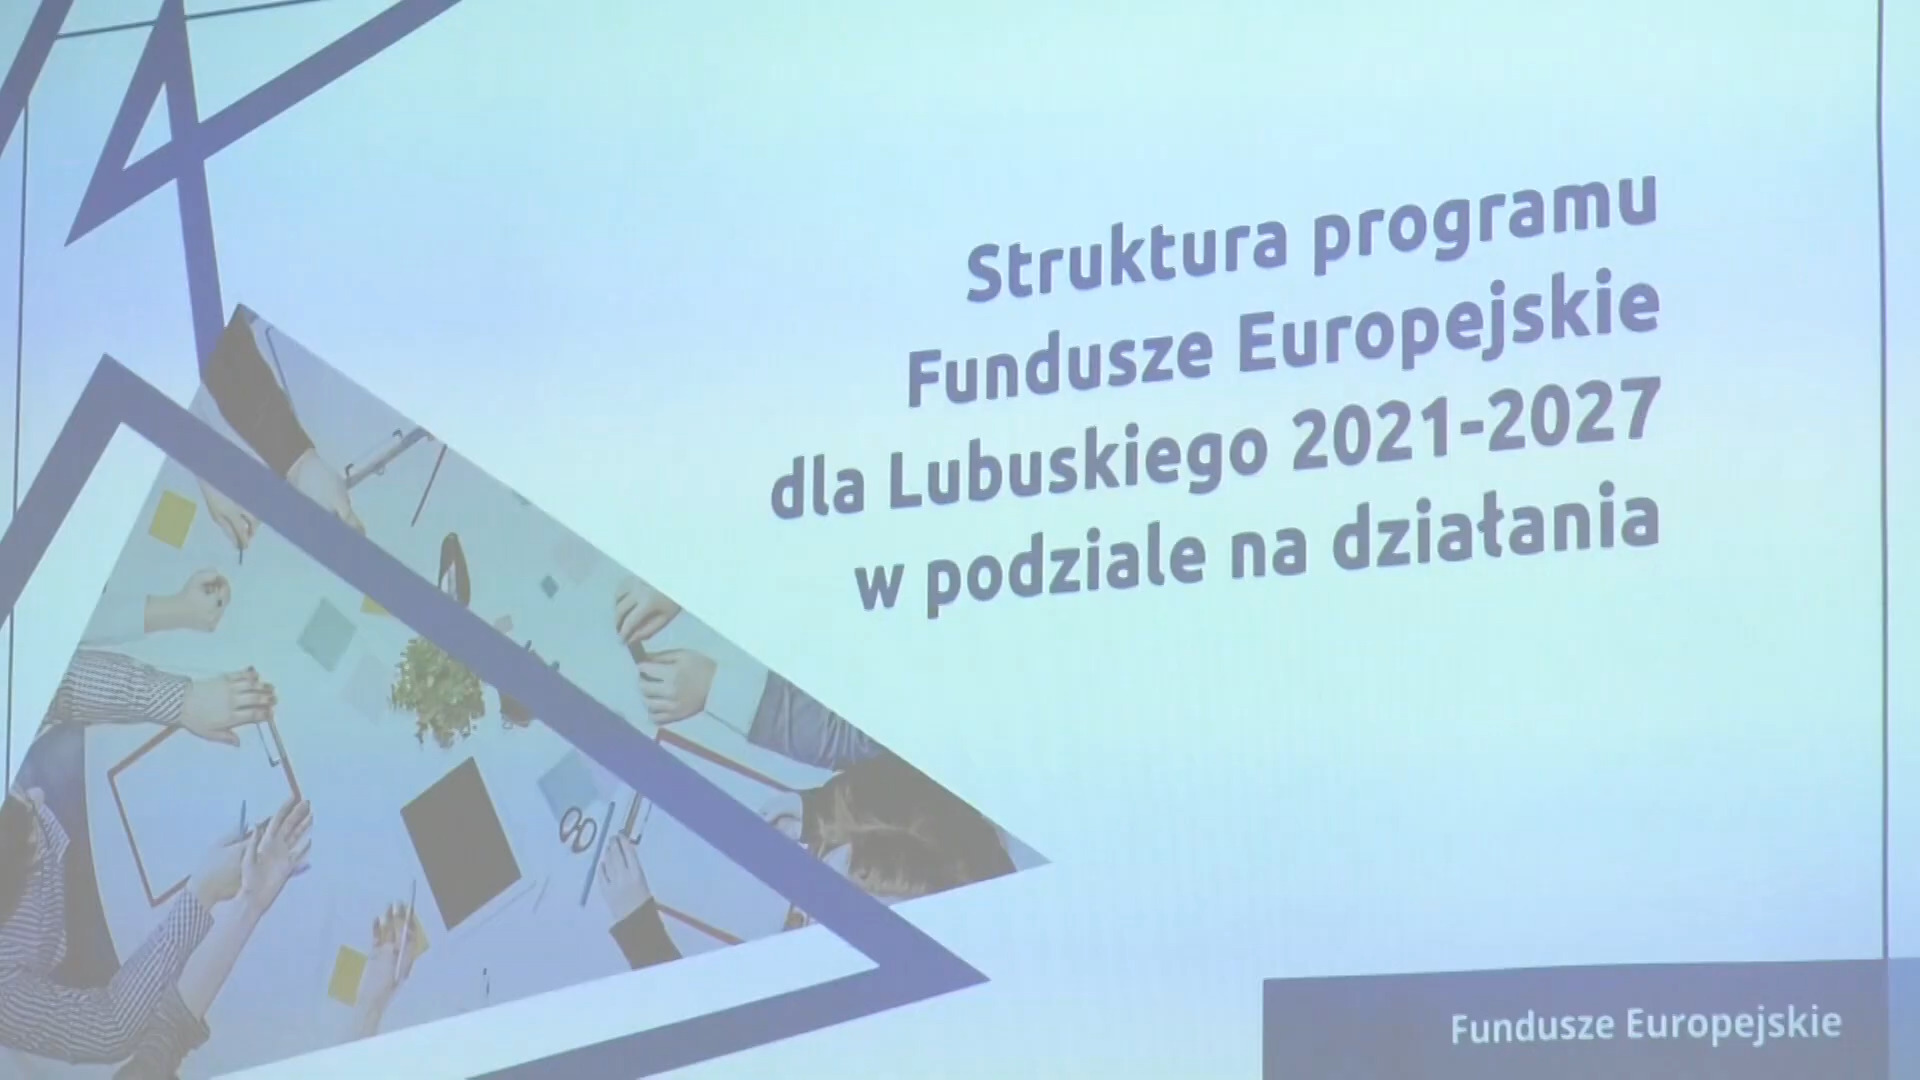 Struktura programu
Fundusze Europejskie
dla Lubuskiego 2021-2027
w podziale na działania
Fundusze Europejskie